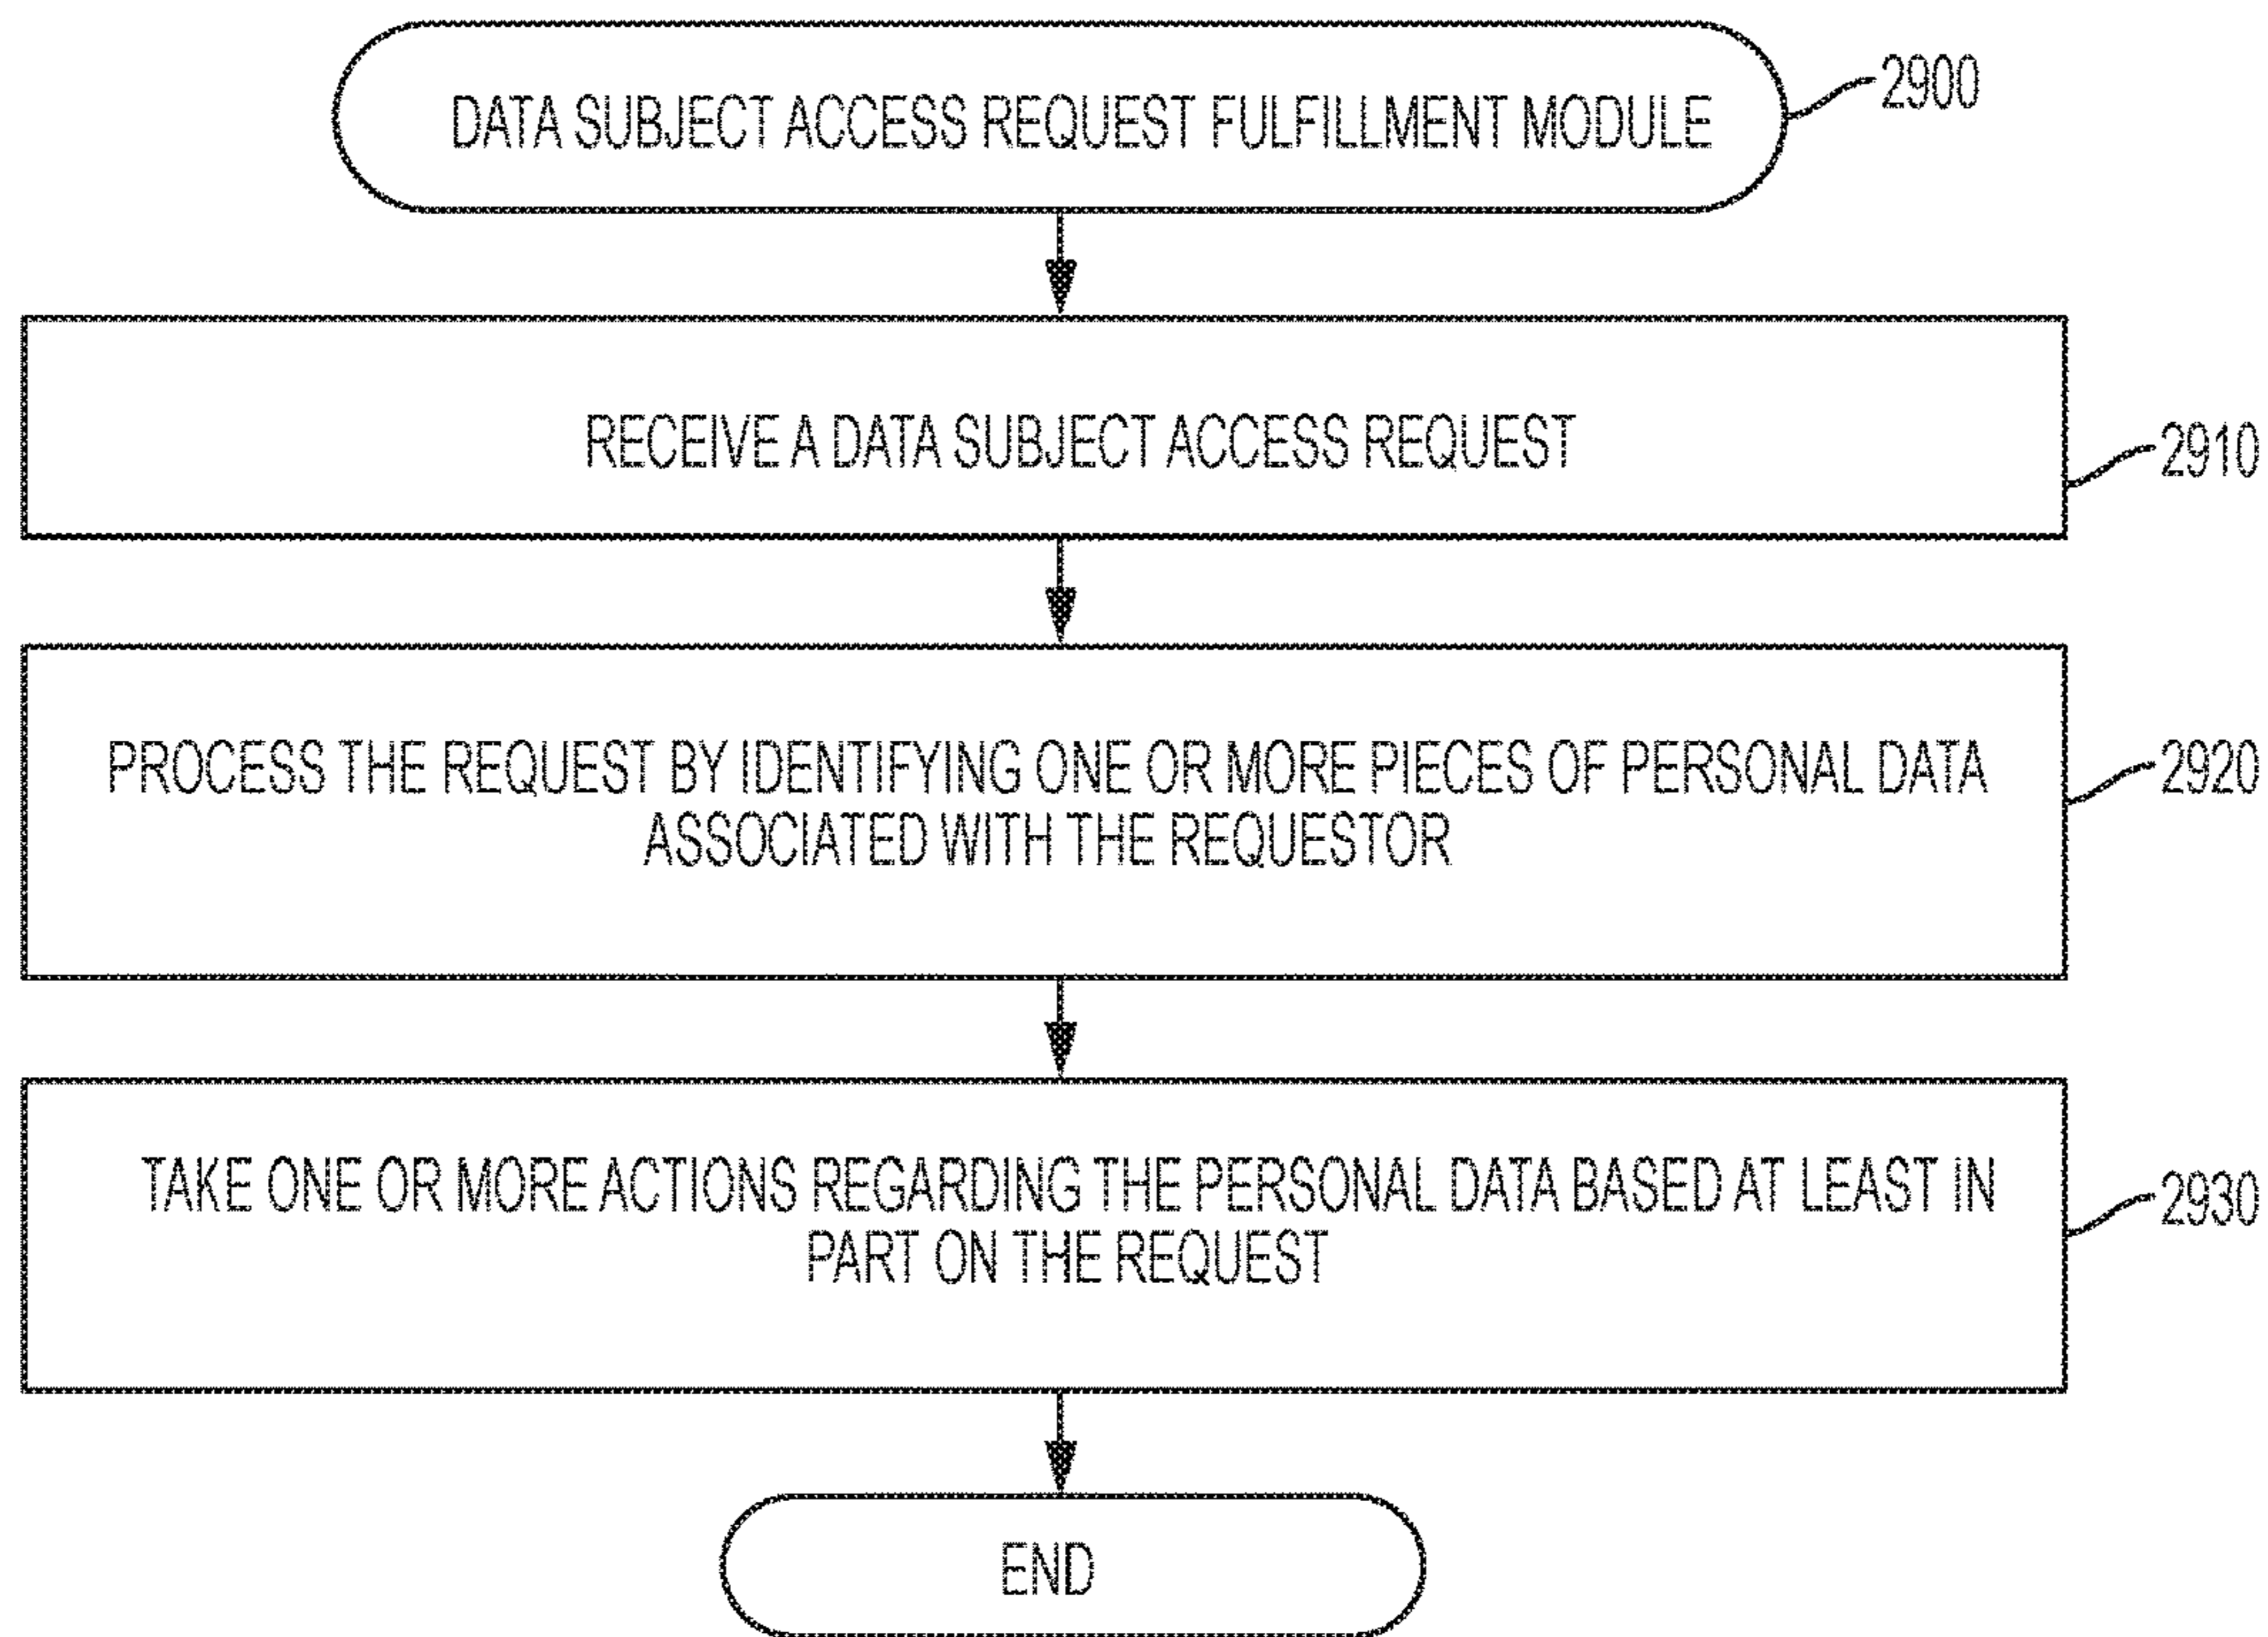 DATA SUBJECT ACCESS REQUEST FULFILLMENT MODULE
2900
RECEIVE A DATA SUBJECT ACCESS REQUEST
2910
PROCESS THE REQUEST BY IDENTIFYING ONE OR MORE PIECES OF PERSONAL DATA
ASSOCIATED WITH THE REQUESTOR
2920
TAKE ONE OR MORE ACTIONS REGARDING THE PERSONAL DATA BASED AT LEAST IN
PART ON THE REQUEST
2930
END